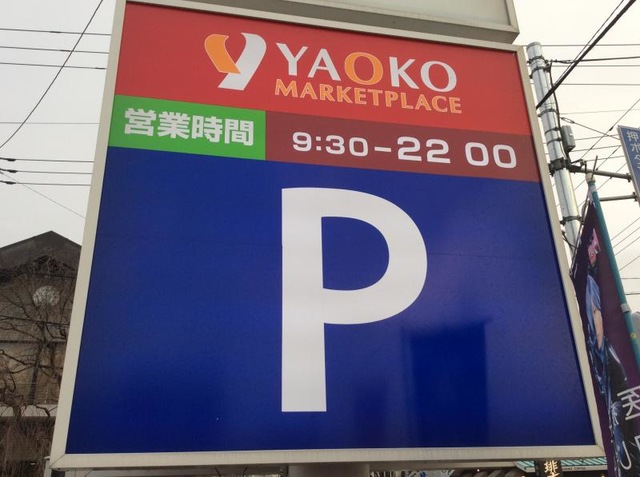 YAOKO
MARKETPLACE
営業時間 9:30-22 00
P